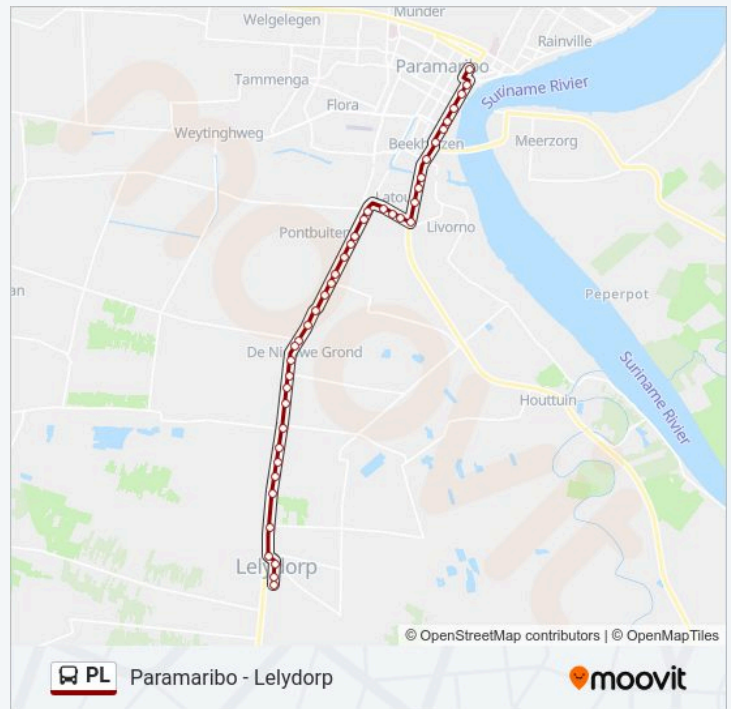 Munder
Welgelegen
Rainville
Paramaribo
Tammenga
Suriname Rivier
Flora
Weytinghweg
Beekhuizen
Meerzorg
Latour
Pontbuiten
Livorno
an
Peperpot
De Nieuwe Grond
Suriname Rivier
Houttuin
Lelydorp
moovit
© OpenStreetMap contributors | © OpenMapTiles
PL Paramaribo - Lelydorp
moovit